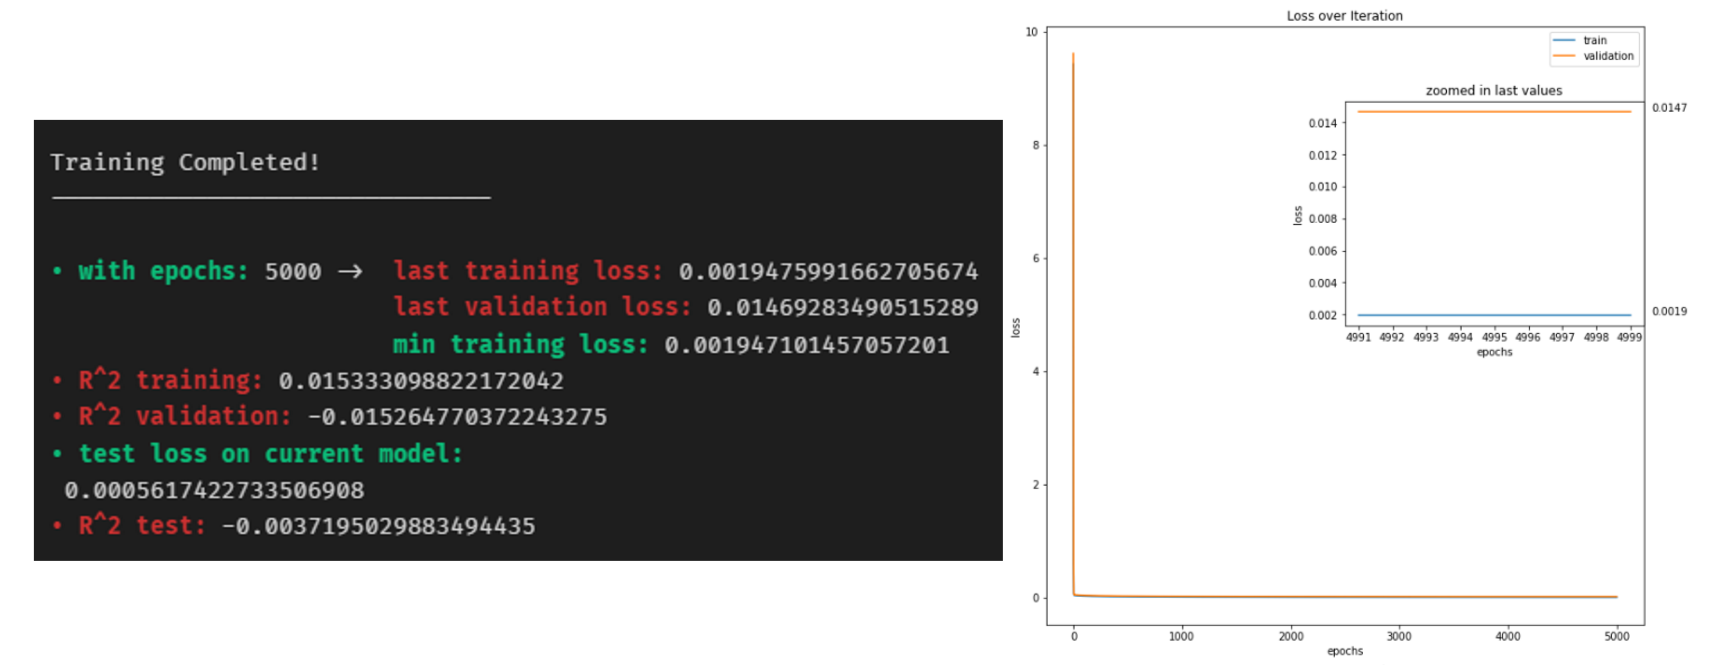 Training Completed!
• with epochs: 5000 → last training loss: 0.0019475991662705674
last validation loss: 0.01469283490515289
min training loss: 0.001947101457057201
• R^2 training: 0.015333098822172042
• R^2 validation: -0.015264770372243275
• test loss on current model:
0.0005617422733506908
• R^2 test: -0.0037195029883494435
Loss over Iteration
train
validation
10
8
6
4
2
0
loss
0
1000
2000
3000
4000
5000
epochs
zoomed in last values
0.014
0.012
0.010
0.008
0.006
0.004
0.002
loss
4991 4992 4993 4994 4995 4996 4997 4998 4999
epochs
0.0147
0.0019